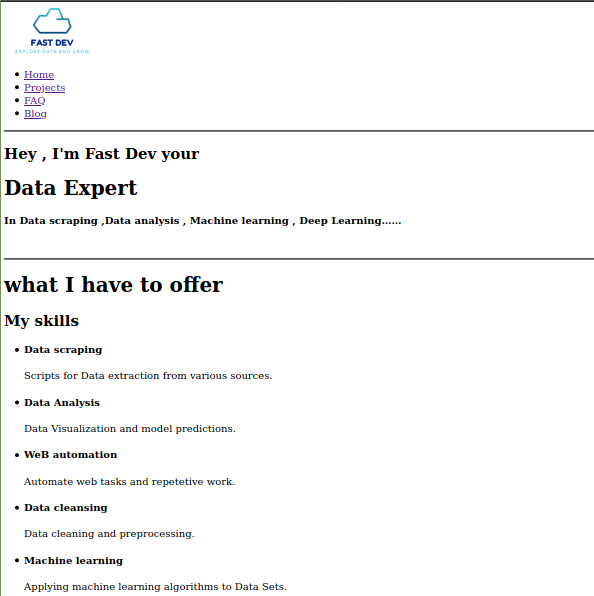 FAST DEV
EXPLORE DATA AND GROW
Home
Projects
FAQ
Blog
Hey , I'm Fast Dev your
Data Expert
In Data scraping ,Data analysis , Machine learning , Deep Learning......
what I have to offer
My skills
Data scraping
Scripts for Data extraction from various sources.
Data Analysis
Data Visualization and model predictions.
WeB automation
Automate web tasks and repetetive work.
Data cleansing
Data cleaning and preprocessing.
Machine learning
Applying machine learning algorithms to Data Sets.